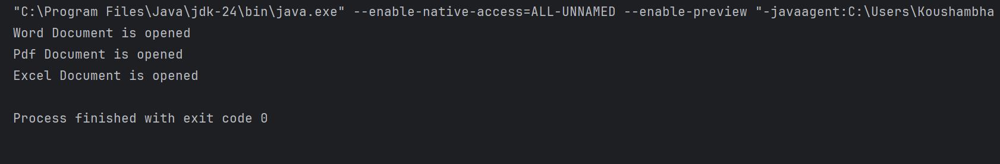 "C:\Program Files\Java\jdk-24\bin\java.exe" --enable-native-access=ALL-UNNAMED --enable-preview "-javaagent:C:\Users\Koushambha
Word Document is opened
Pdf Document is opened
Excel Document is opened
Process finished with exit code 0